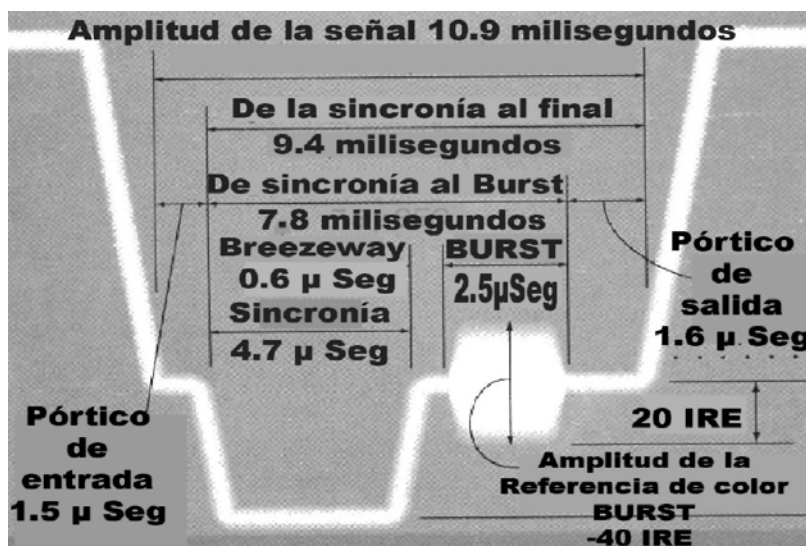 Amplitud de la señal 10.9 milisegundos
De la sincronía al final
9.4 milisegundos
De sincronía al Burst
7.8 milisegundos
Breezeway
0.6 µ Seg
BURST
2.5µSeg
Sincronía
4.7 µ Seg
Pórtico
de
salida
1.6 µ Seg
Pórtico
de
entrada
1.5 µ Seg
20 IRE
Amplitud de la
Referencia de color
BURST
-40 IRE